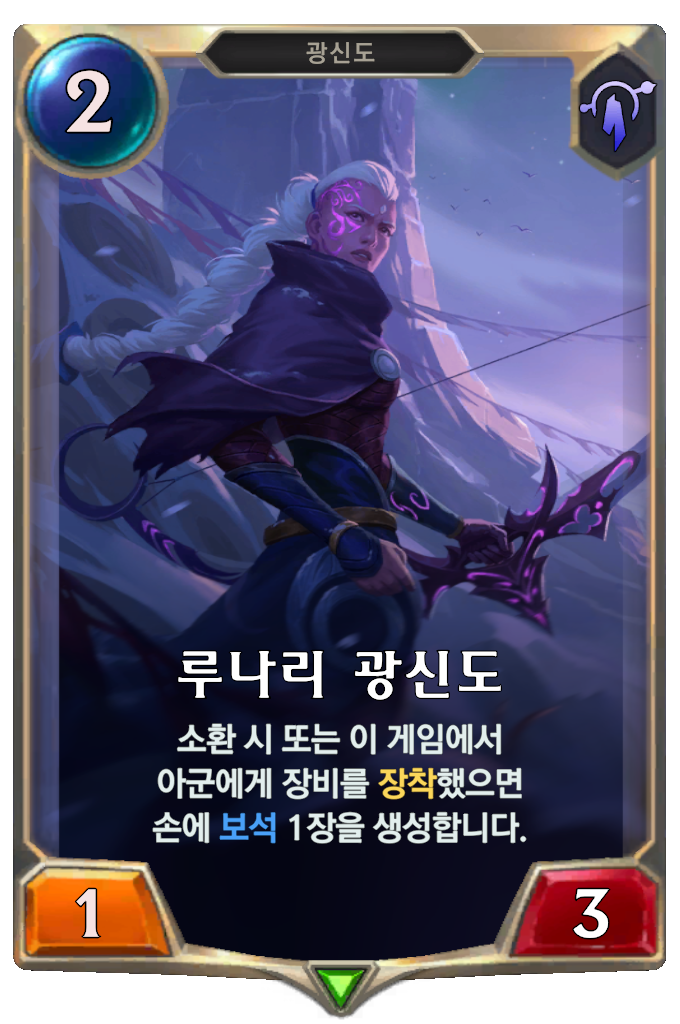 광신도
2
루나리 광신도
소환 시 또는 이 게임에서
아군에게 장비를 장착했으면
손에 보석 1장을 생성합니다.
1
3